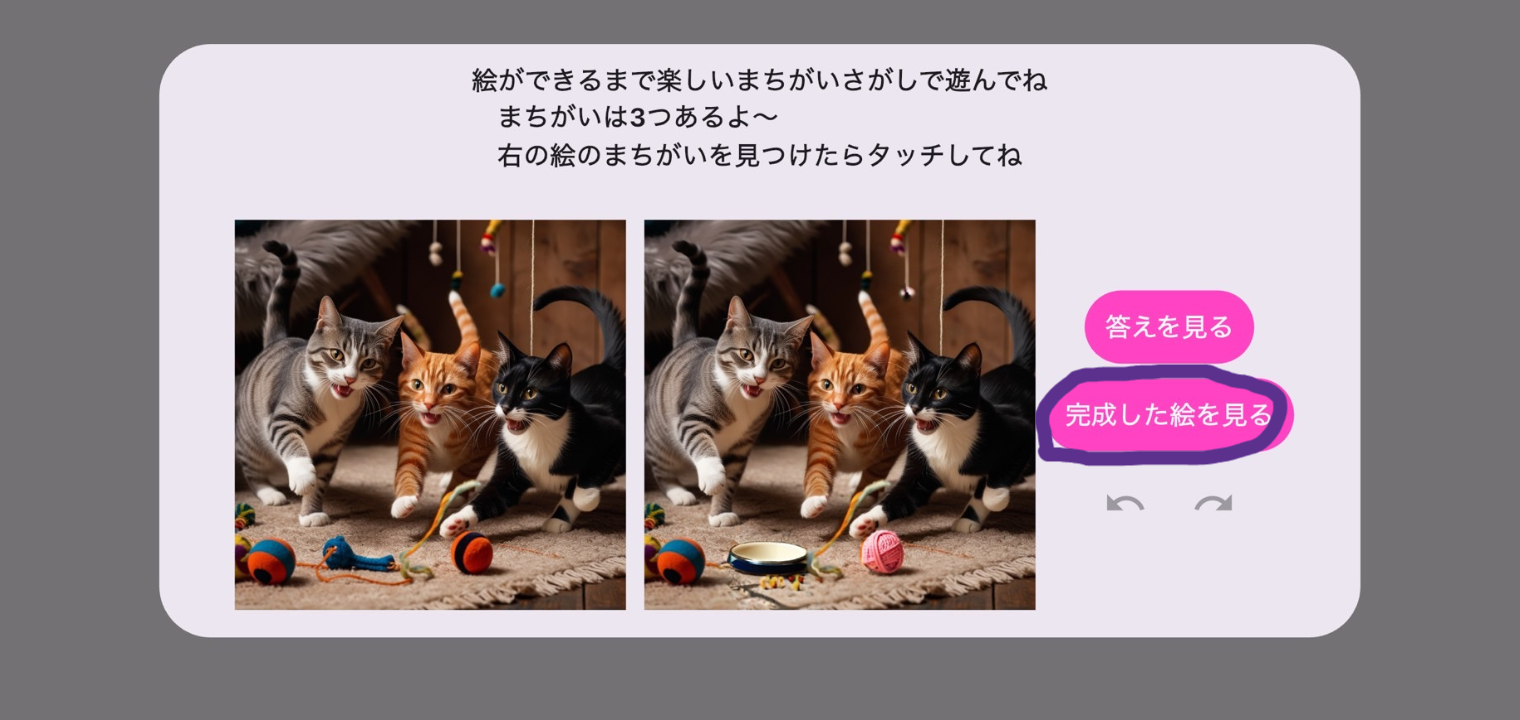 絵ができるまで楽しいまちがいさがしで遊んでね
まちがいは3つあるよ〜
右の絵のまちがいを見つけたらタッチしてね
答えを見る
完成した絵を見る